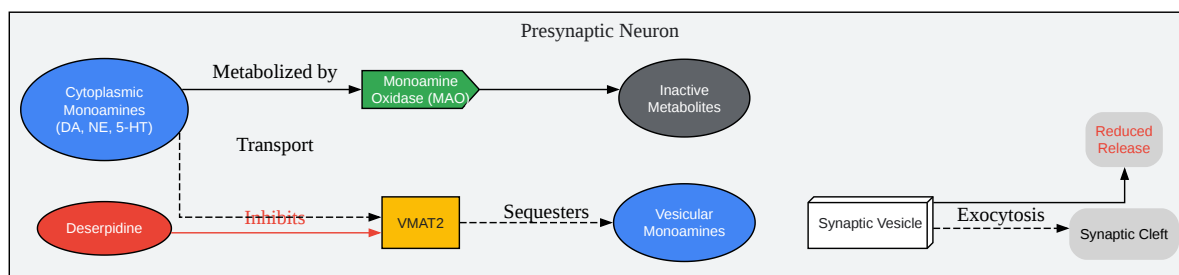 Presynaptic Neuron
Cytoplasmic
Monoamines
(DA, NE, 5-HT)
Metabolized by
Monoamine
Oxidase (MAO)
Inactive
Metabolites
Transport
Reduced
Release
Deserpidine
Inhibits
VMAT2
Sequesters
Vesicular
Monoamines
Synaptic Vesicle
Exocytosis
Synaptic Cleft